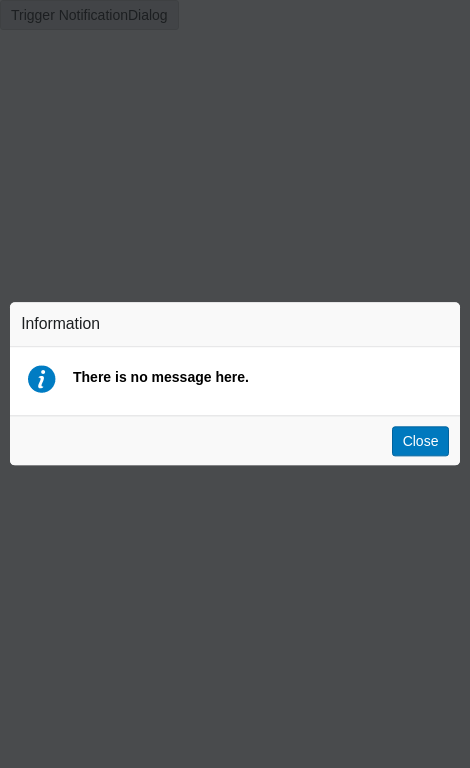 Trigger NotificationDialog
Information
There is no message here.
Close